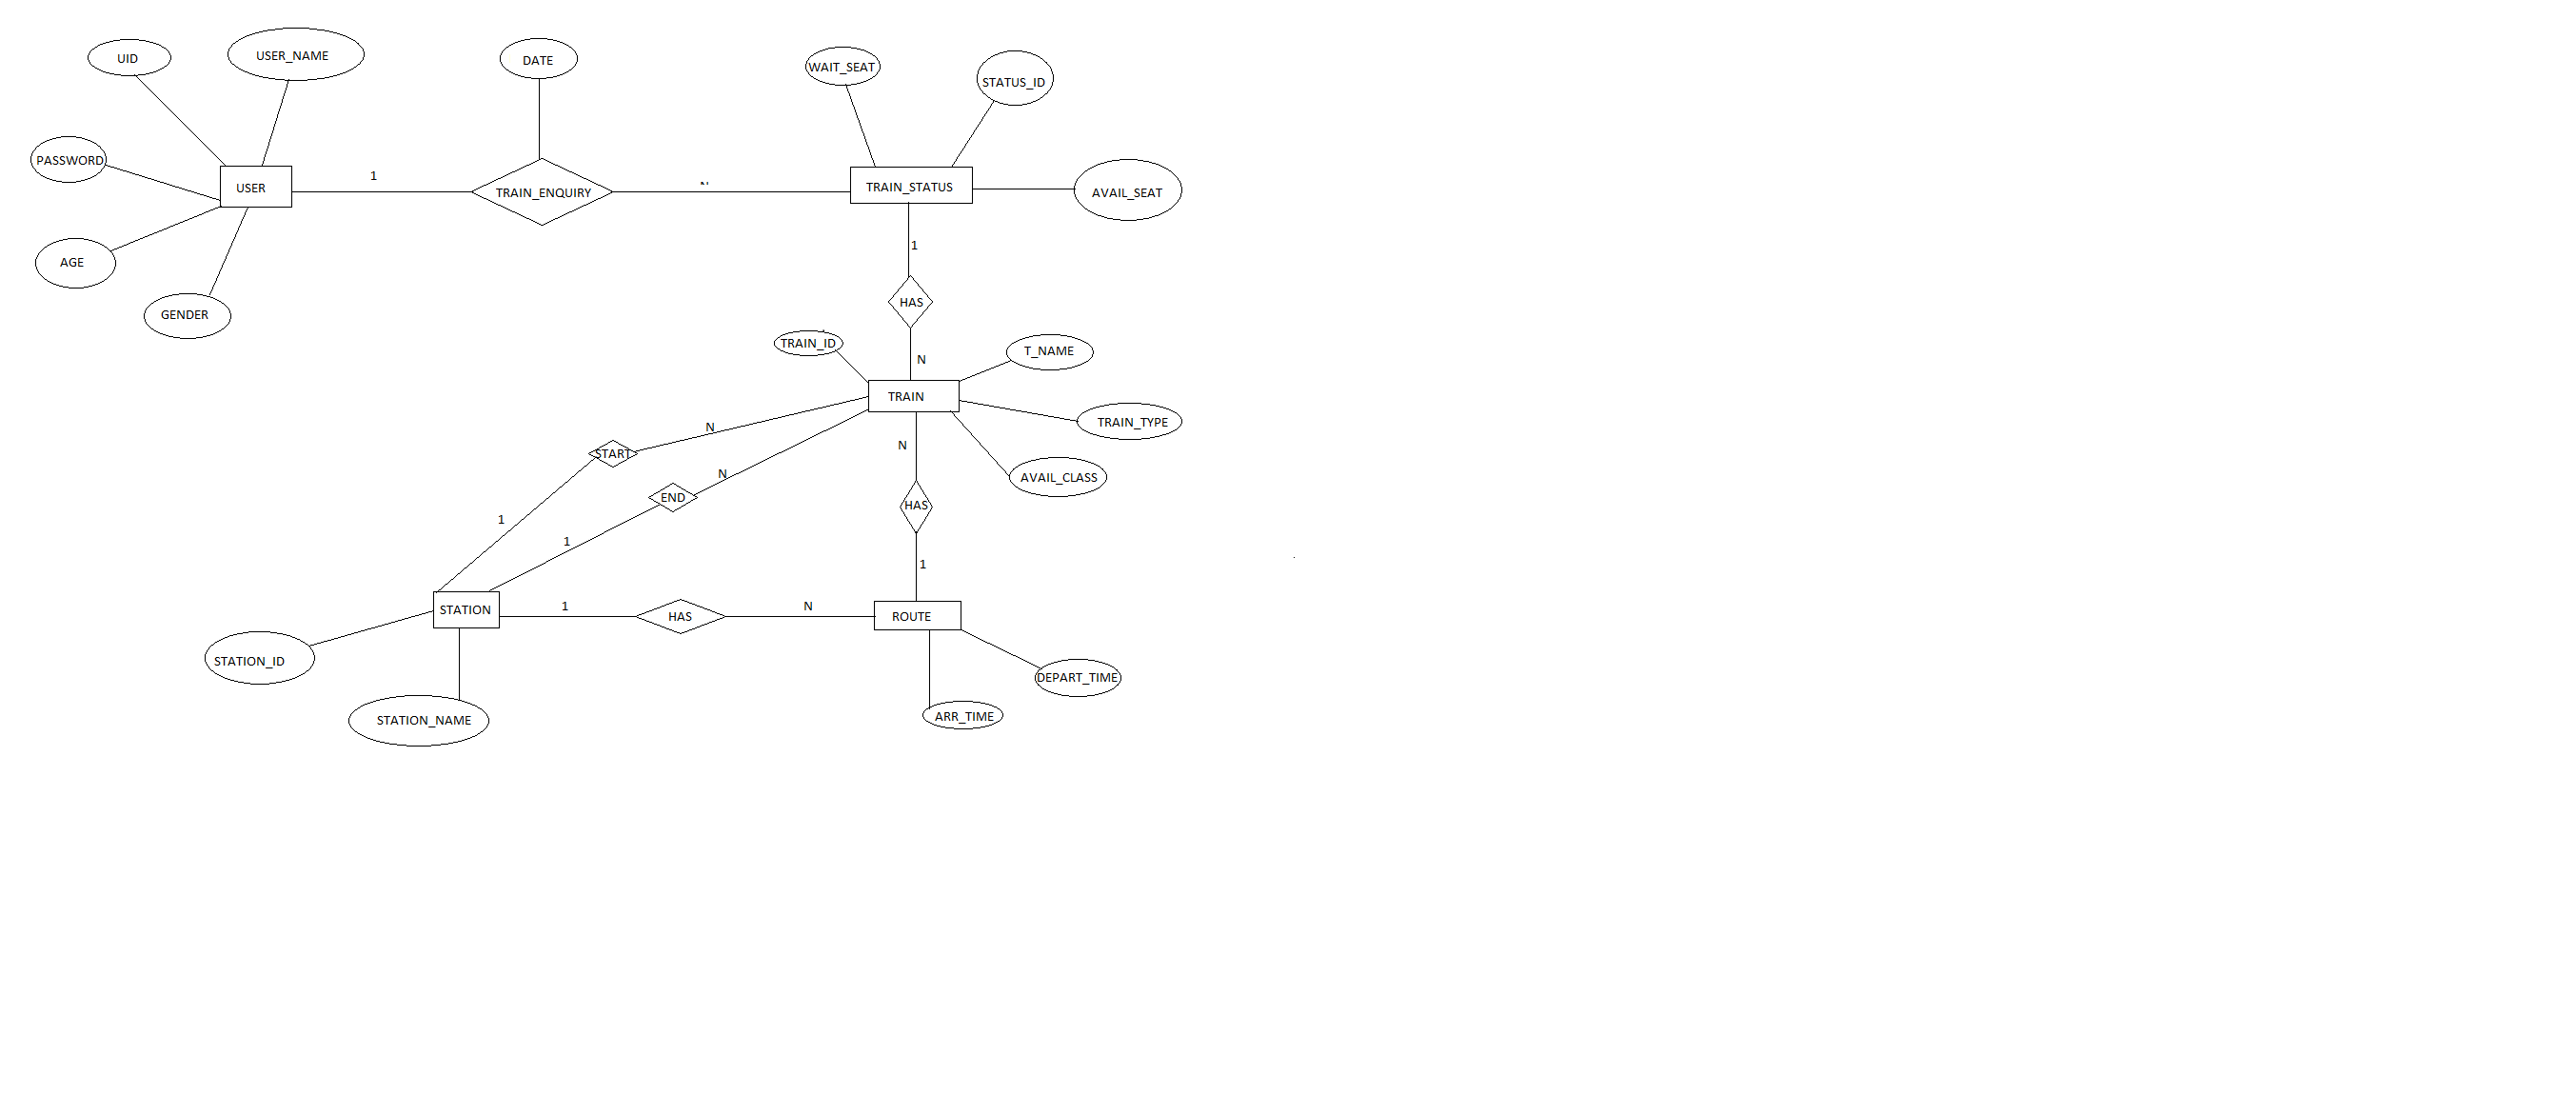 UID
USER_NAME
DATE
WAIT_SEAT
STATUS_ID
PASSWORD
USER
1
TRAIN_ENQUIRY
TRAIN_STATUS
AVAIL_SEAT
AGE
GENDER
1
HAS
TRAIN_ID
N
T_NAME
TRAIN
TRAIN_TYPE
AVAIL_CLASS
N
START
N
END
N
HAS
1
1
1
STATION
1
HAS
N
ROUTE
STATION_ID
STATION_NAME
DEPART_TIME
ARR_TIME